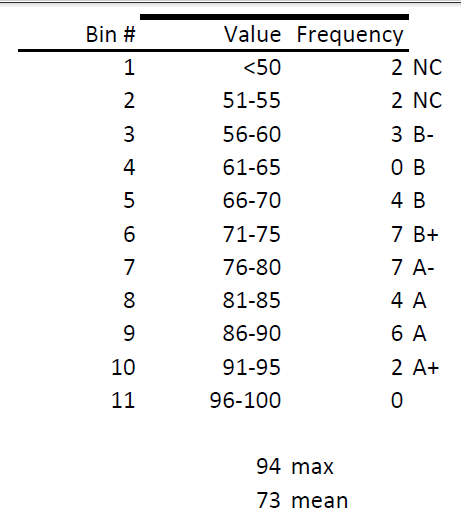 Bin # Value Frequency
1 <50 2 NC
2 51-55 2 NC
3 56-60 3 B-
4 61-65 0 B
5 66-70 4 B
6 71-75 7 B+
7 76-80 7 A-
8 81-85 4 A
9 86-90 6 A
10 91-95 2 A+
11 96-100 0
94 max
73 mean